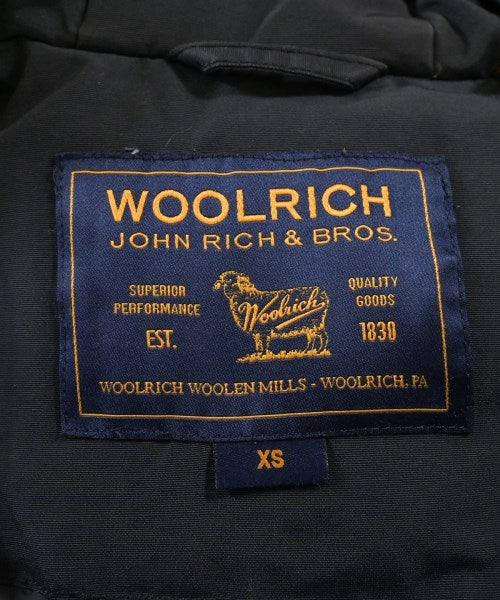 WOOLRICH
JOHN RICH & BROS.
SUPERIOR
PERFORMANCE
EST.
Woolrich
QUALITY
GOODS
1830
WOOLRICH WOOLEN MILLS - WOOLRICH, PA
XS